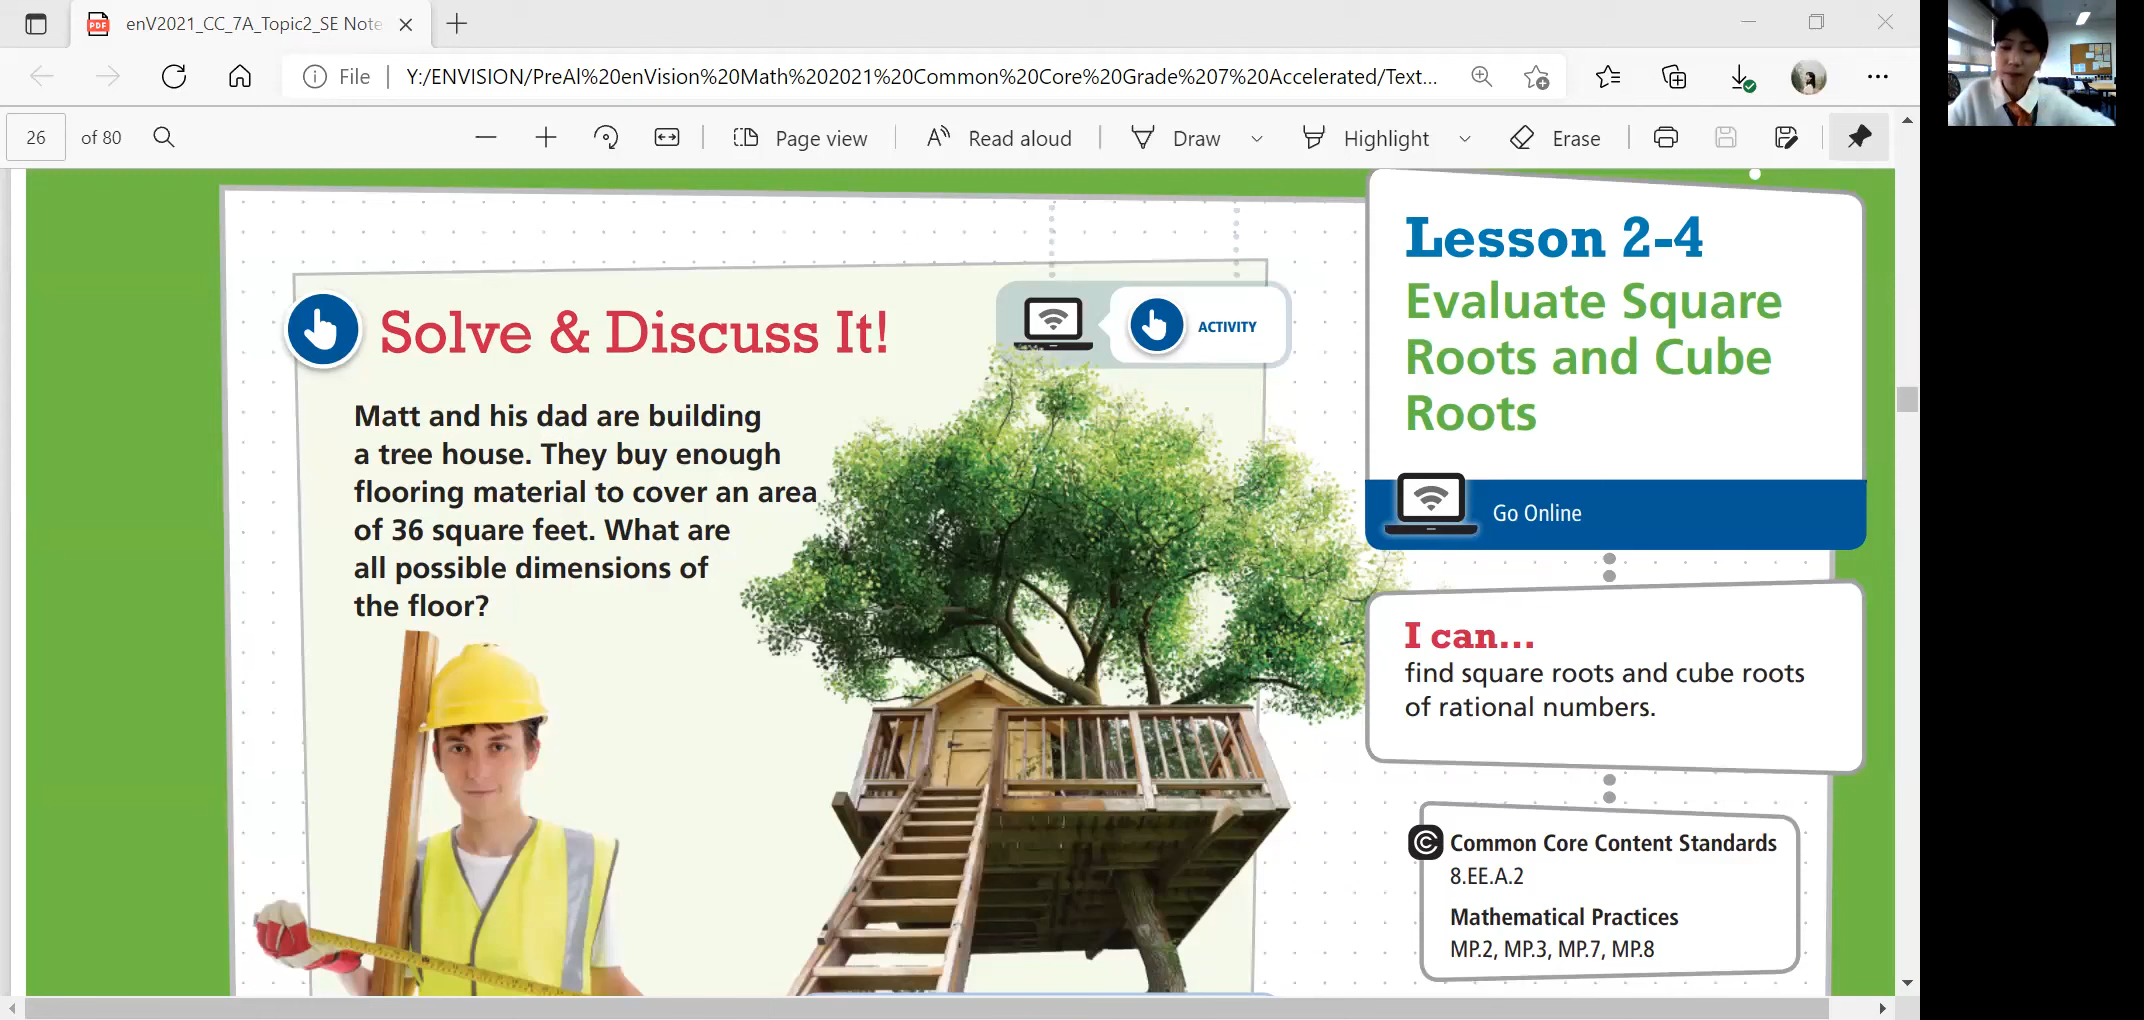 enV2021_CC_7A_Topic2_SE Note
File
Y:/ENVISION/PreAl%20enVision%20Math%202021%20Common%20Core%20Grade%207%20Accelerated/Text...
26 of 80
Page view
Read aloud
Draw
Highlight
Erase
Solve & Discuss It!
ACTIVITY
Matt and his dad are building
a tree house. They buy enough
flooring material to cover an area
of 36 square feet. What are
all possible dimensions of
the floor?
Lesson 2-4
Evaluate Square
Roots and Cube
Roots
Go Online
I can...
find square roots and cube roots
of rational numbers.
Common Core Content Standards
8.EE.A.2
Mathematical Practices
MP.2, MP.3, MP.7, MP.8